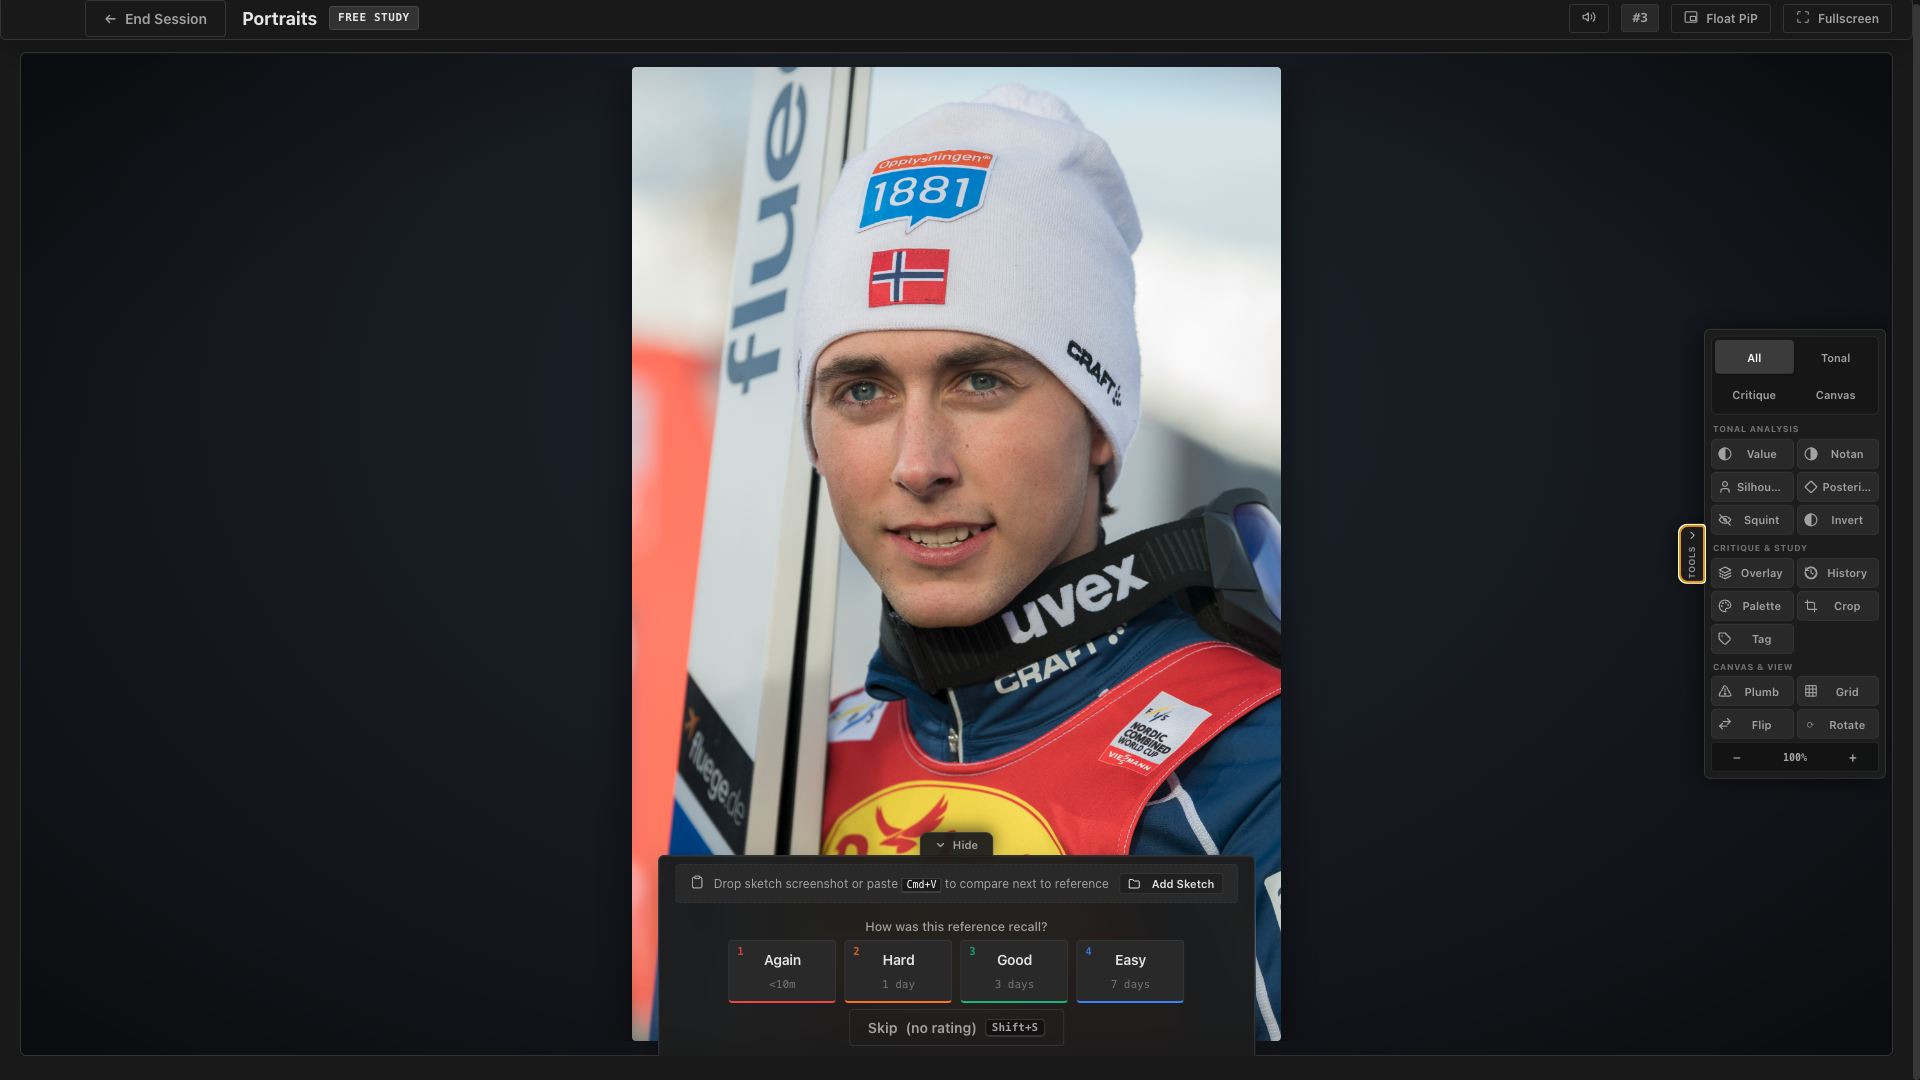 End Session
Portraits
FREE STUDY
#3
Float PiP
Fullscreen
Opplysningen®
1881
CRAFT
uvex
CRAFT
FIS
NORDIC
COMBINED
WORLD CUP
VIESSMANN
fluege.de
All
Tonal
Critique
Canvas
TONAL ANALYSIS
Value
Notan
Silhou...
Posteri...
Squint
Invert
TOOLS
CRITIQUE & STUDY
Overlay
History
Palette
Crop
Tag
CANVAS & VIEW
Plumb
Grid
Flip
Rotate
−
100%
+
Hide
Drop sketch screenshot or paste Cmd+V to compare next to reference
Add Sketch
How was this reference recall?
1
Again
<10m
2
Hard
1 day
3
Good
3 days
4
Easy
7 days
Skip (no rating) Shift+S